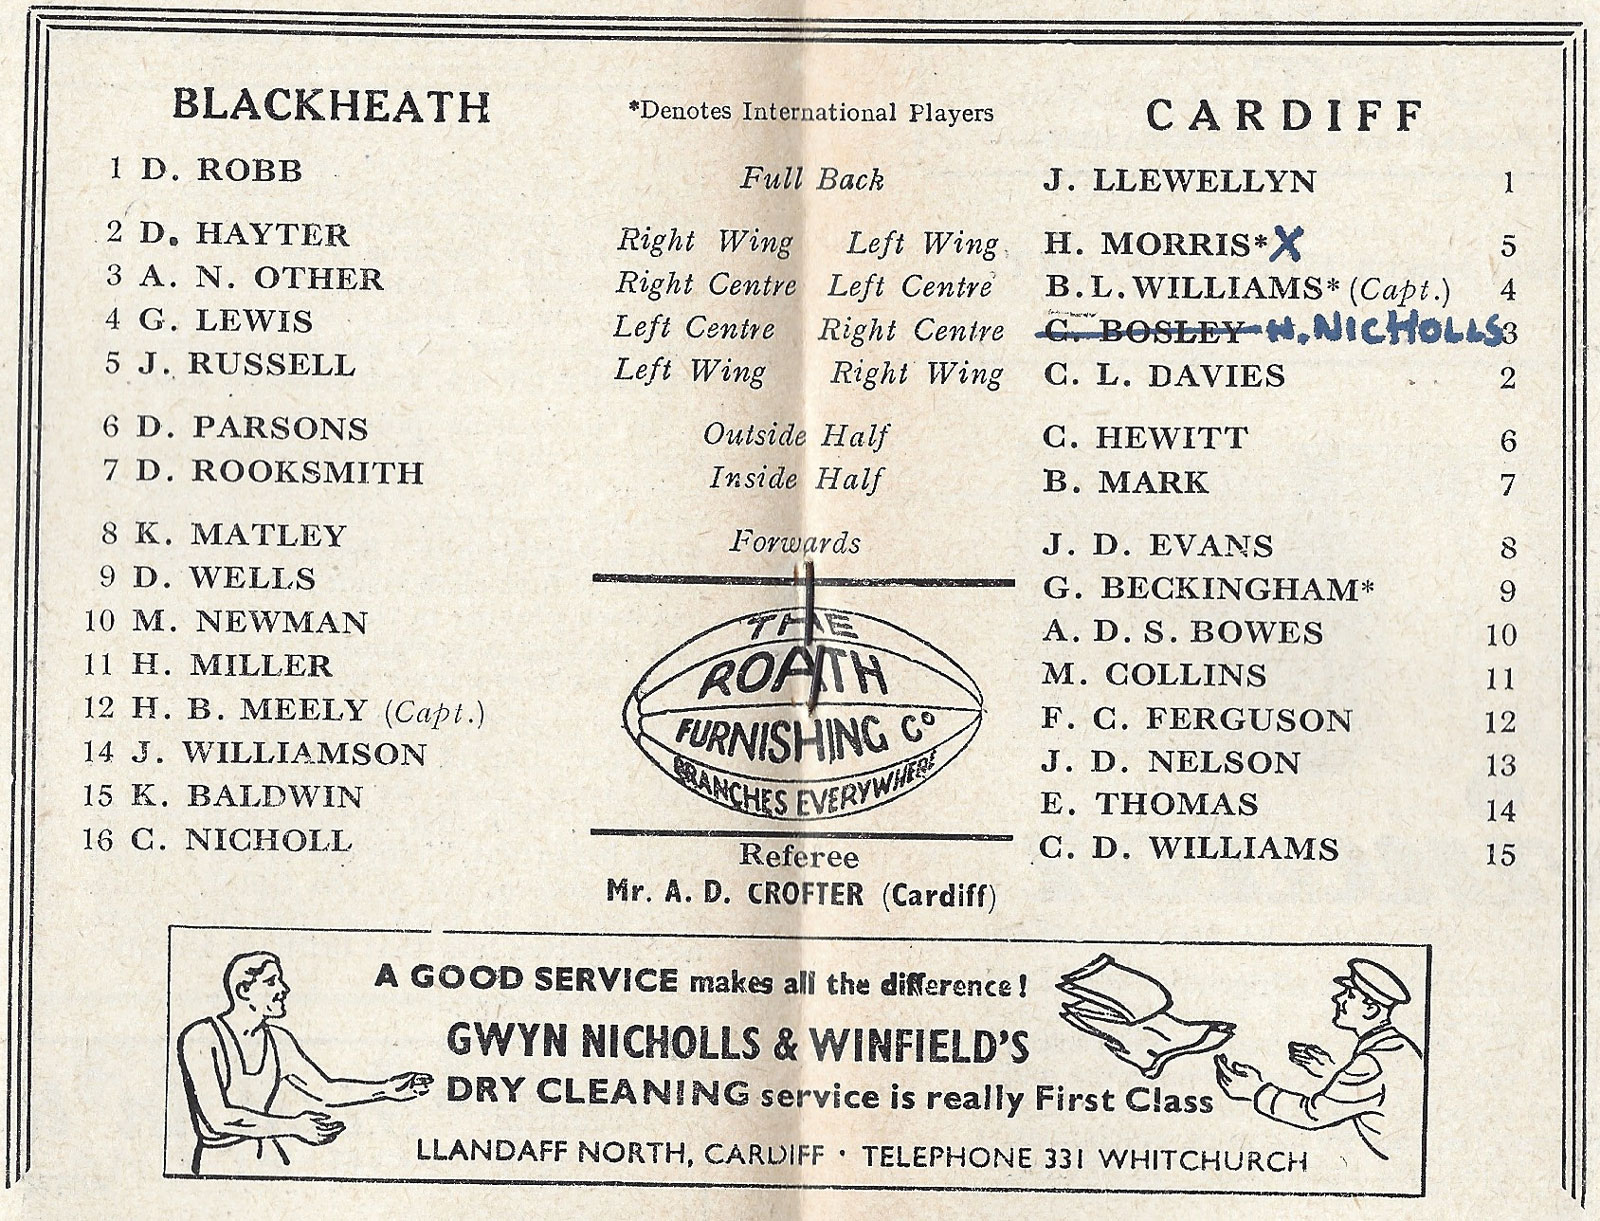 BLACKHEATH *Denotes International Players CARDIFF
1 D. ROBB Full Back J. LLEWELLYN 1
2 D. HAYTER Right Wing Left Wing H. MORRIS* X 5
3 A. N. OTHER Right Centre Left Centre B.L. WILLIAMS* (Capt.) 4
4 G. LEWIS Left Centre Right Centre C. BOSLEY H. NICHOLLS 3
5 J. RUSSELL Left Wing Right Wing C. L. DAVIES 2
6 D. PARSONS Outside Half C. HEWITT 6
7 D. ROOKSMITH Inside Half B. MARK 7
8 K. MATLEY Forwards J. D. EVANS 8
9 D. WELLS G. BECKINGHAM* 9
10 M. NEWMAN A. D. S. BOWES 10
11 H. MILLER M. COLLINS 11
12 H. B. MEELY (Capt.) F. C. FERGUSON 12
14 J. WILLIAMSON J. D. NELSON 13
15 K. BALDWIN E. THOMAS 14
16 C. NICHOLL C. D. WILLIAMS 15
THE
ROATH
FURNISHING Co
BRANCHES EVERYWHERE
Referee
Mr. A. D. CROFTER (Cardiff)
A GOOD SERVICE makes all the difference!
GWYN NICHOLLS & WINFIELD'S
DRY CLEANING service is really First Class
LLANDAFF NORTH, CARDIFF · TELEPHONE 331 WHITCHURCH